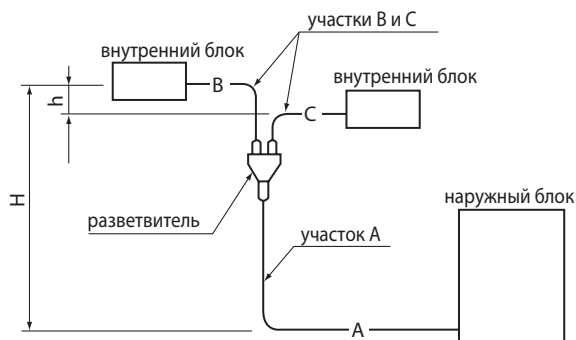 участки B и C
внутренний блок
внутренний блок
B
h
C
H
наружный блок
разветвитель
участок A
A